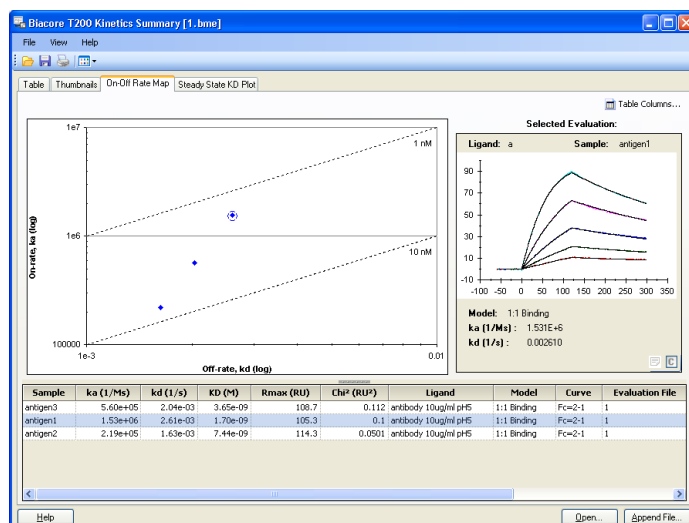 Biacore T200 Kinetics Summary [1.bme]
File View Help
Table Thumbnails On-Off Rate Map Steady State KD Plot
Table Columns...
1e7
1 nM
1e6
10 nM
100000
1e-3 0.01
On-rate, ka (log)
Off-rate, kd (log)
Selected Evaluation:
Ligand: a Sample: antigen1
90
70
50
30
10
-10
-100 -50 0 50 100 150 200 250 300 350
Model: 1:1 Binding
ka (1/Ms) : 1.531E+6
kd (1/s) : 0.002610
C
Sample ka (1/Ms) kd (1/s) KD (M) Rmax (RU) Chi² (RU²) Ligand Model Curve Evaluation File
antigen3 5.60e+05 2.04e-03 3.65e-09 108.7 0.112 antibody 10ug/ml pH5 1:1 Binding Fc=2-1 1
antigen1 1.53e+06 2.61e-03 1.70e-09 105.3 0.1 antibody 10ug/ml pH5 1:1 Binding Fc=2-1 1
antigen2 2.19e+05 1.63e-03 7.44e-09 114.3 0.0501 antibody 10ug/ml pH5 1:1 Binding Fc=2-1 1
Help Open... Append File...